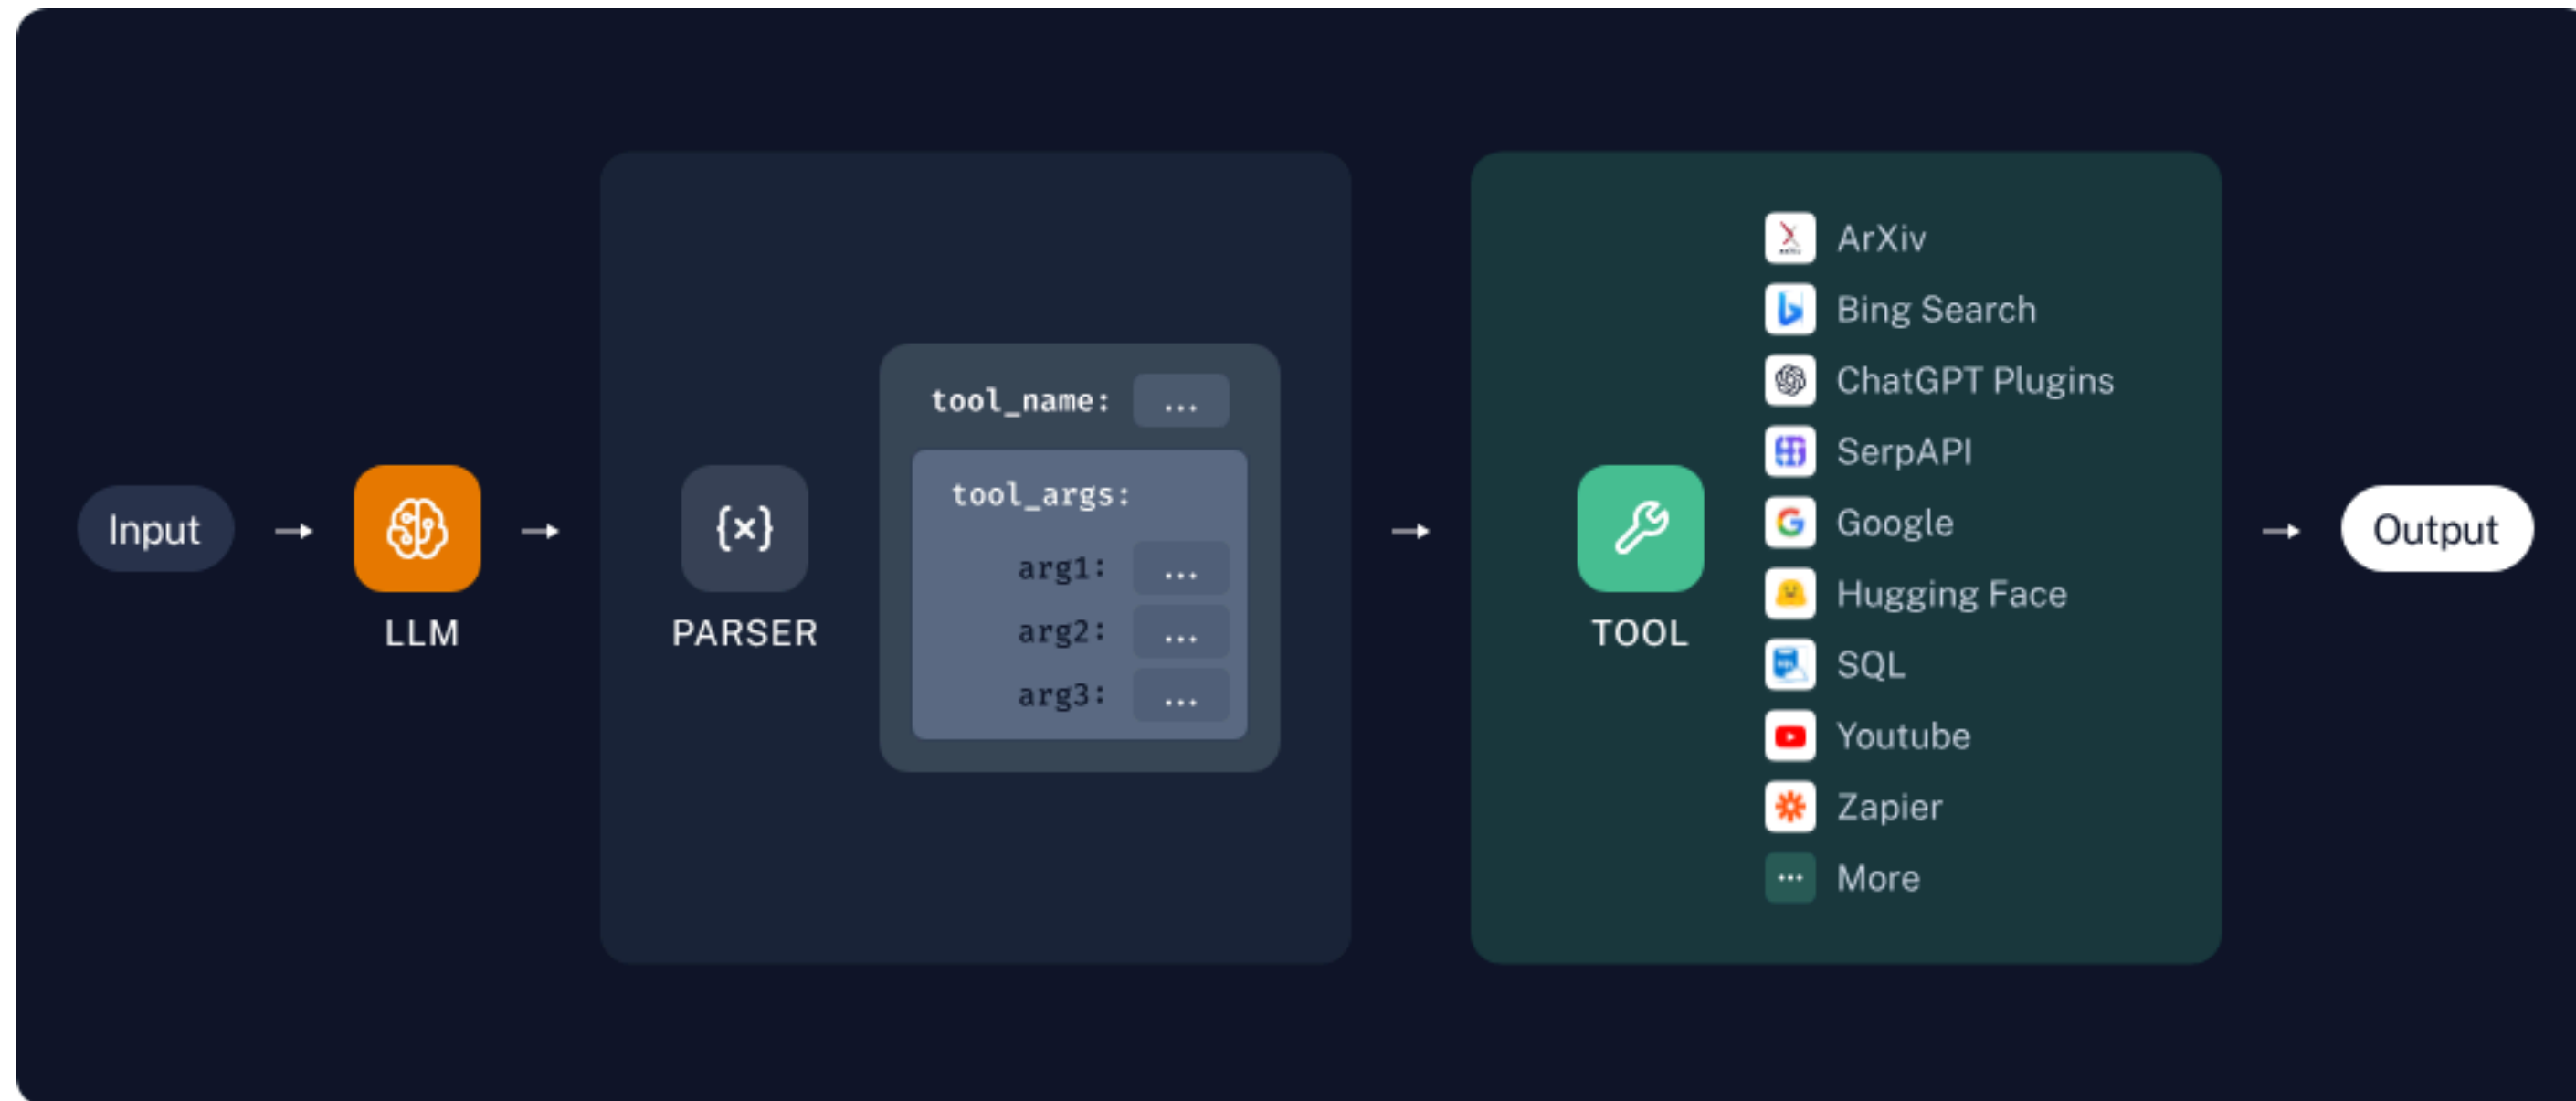 Input
LLM
{x}
PARSER
tool_name: ...
tool_args:
arg1: ...
arg2: ...
arg3: ...
TOOL
ArXiv
Bing Search
ChatGPT Plugins
SerpAPI
Google
Hugging Face
SQL
Youtube
Zapier
... More
Output